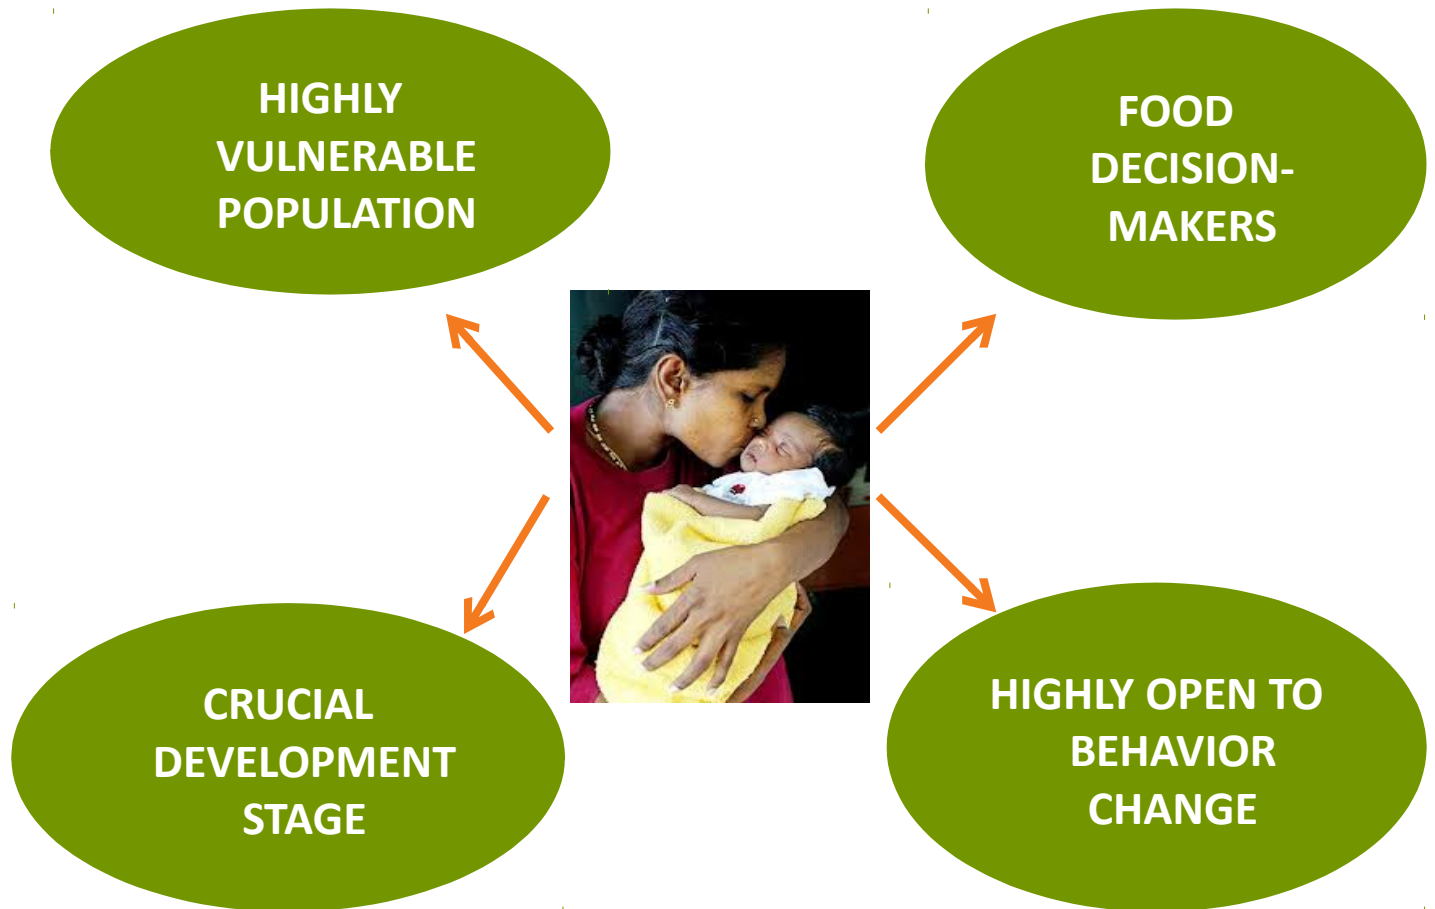 HIGHLY
VULNERABLE
POPULATION
FOOD
DECISION-
MAKERS
CRUCIAL
DEVELOPMENT
STAGE
HIGHLY OPEN TO
BEHAVIOR
CHANGE